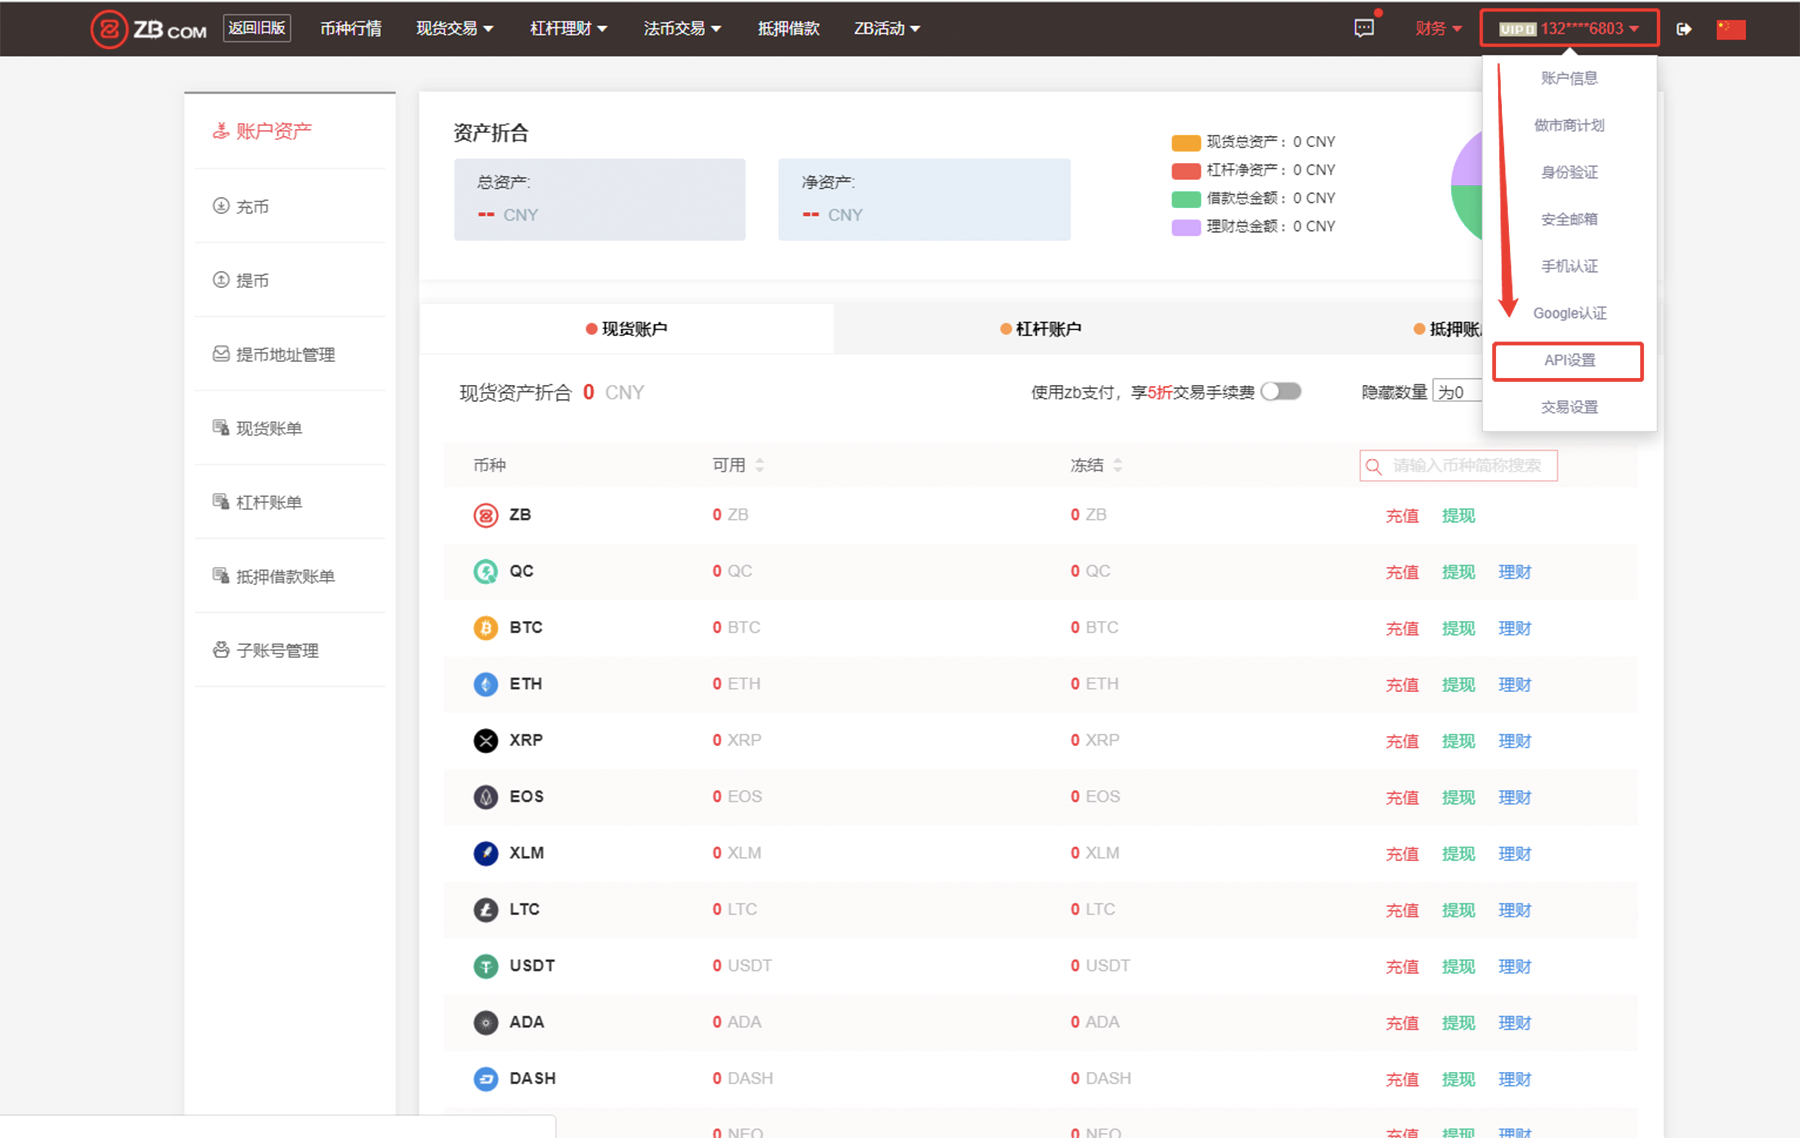 ZB COM 返回旧版 币种行情 现货交易 杠杆理财 法币交易 抵押借款 ZB活动 财务 VIP 0 132****6803
账户信息
做市商计划
身份验证
安全邮箱
手机认证
Google认证
API设置
交易设置
账户资产
充币
提币
提币地址管理
现货账单
杠杆账单
抵押借款账单
子账号管理
资产折合
总资产:
-- CNY
净资产:
-- CNY
现货总资产： 0 CNY
杠杆净资产： 0 CNY
借款总金额： 0 CNY
理财总金额： 0 CNY
现货账户 杠杆账户 抵押账
现货资产折合 0 CNY 使用zb支付，享5折交易手续费 隐藏数量 为0
币种 可用 冻结 请输入币种简称搜索
ZB 0 ZB 0 ZB 充值 提现
QC 0 QC 0 QC 充值 提现 理财
BTC 0 BTC 0 BTC 充值 提现 理财
ETH 0 ETH 0 ETH 充值 提现 理财
XRP 0 XRP 0 XRP 充值 提现 理财
EOS 0 EOS 0 EOS 充值 提现 理财
XLM 0 XLM 0 XLM 充值 提现 理财
LTC 0 LTC 0 LTC 充值 提现 理财
USDT 0 USDT 0 USDT 充值 提现 理财
ADA 0 ADA 0 ADA 充值 提现 理财
DASH 0 DASH 0 DASH 充值 提现 理财
0 NEO 0 NEO 充值 提现 理财